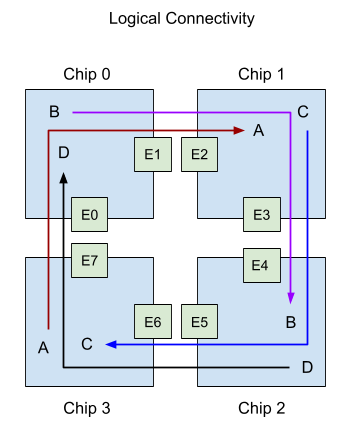 Logical Connectivity
Chip 0
Chip 1
B
C
A
D
E1
E2
E0
E3
E7
E4
E6
E5
B
A
C
D
Chip 3
Chip 2